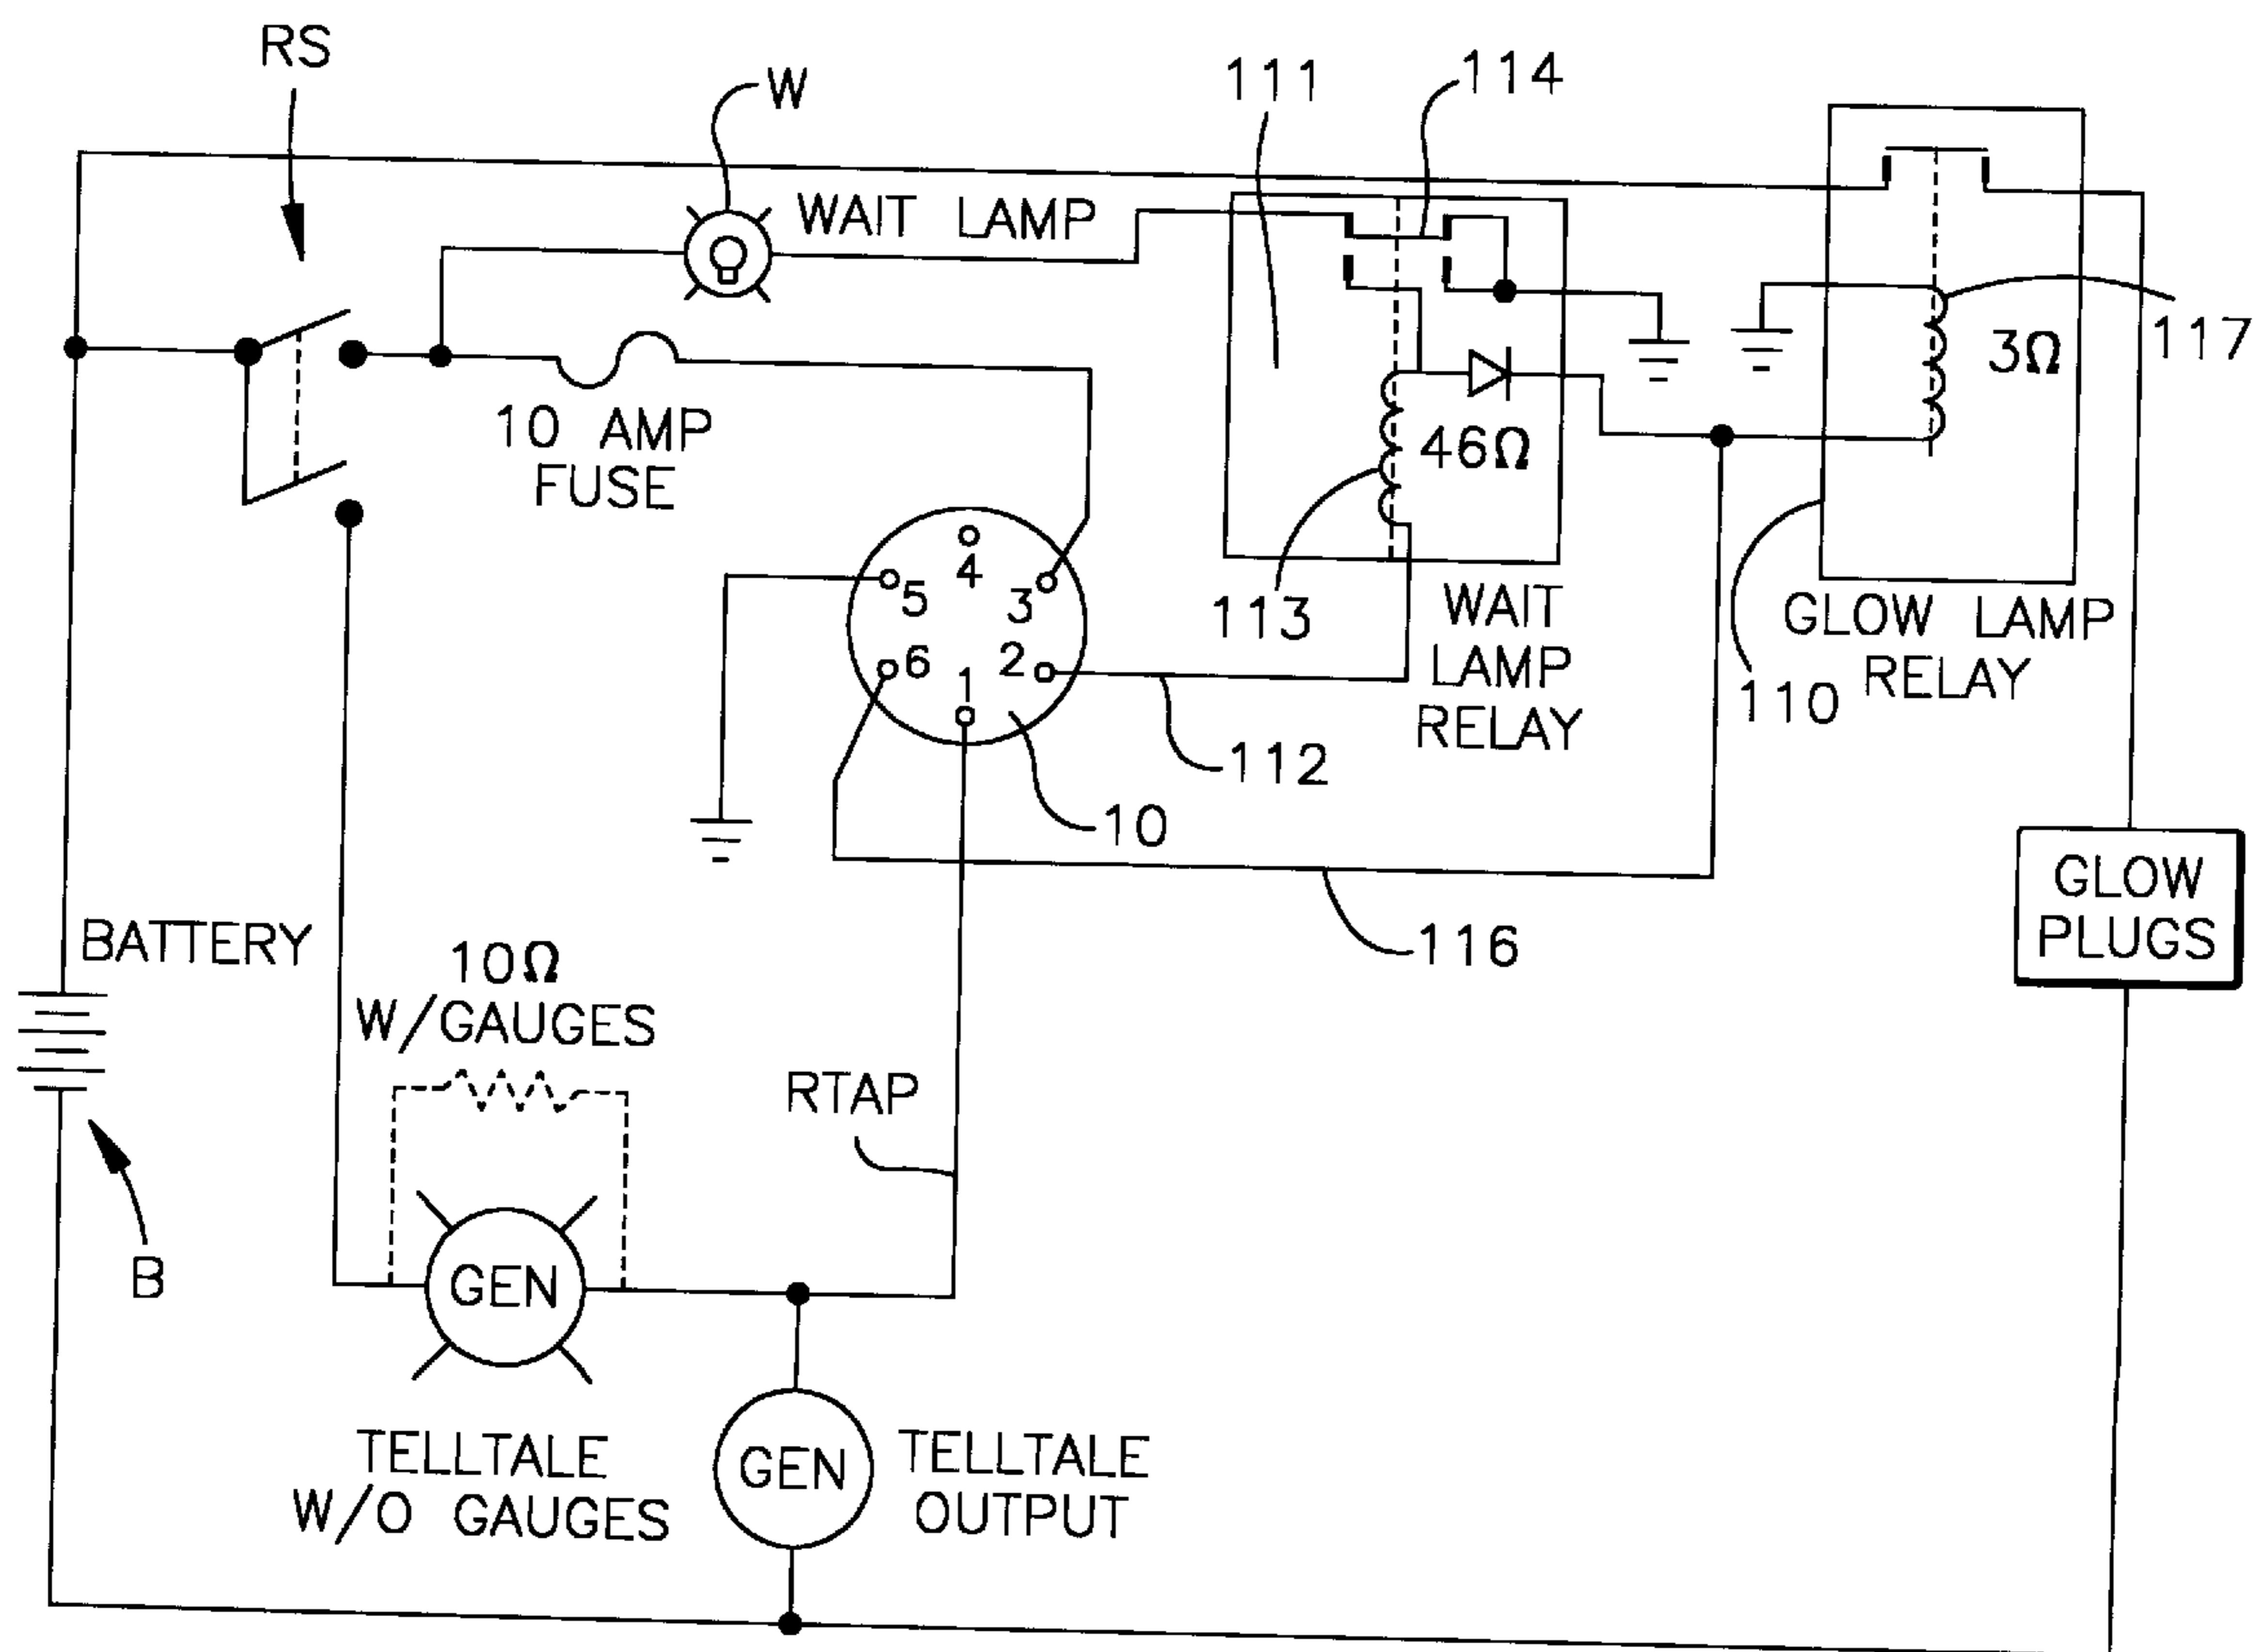 RS
W
111
114
WAIT LAMP
117
3Ω
10 AMP
FUSE
46Ω
4
5
3
6
1
2
113
WAIT
LAMP
RELAY
GLOW LAMP
RELAY
110
112
10
116
GLOW
PLUGS
BATTERY
10Ω
W/GAUGES
RTAP
B
GEN
TELLTALE
W/O GAUGES
GEN
TELLTALE
OUTPUT